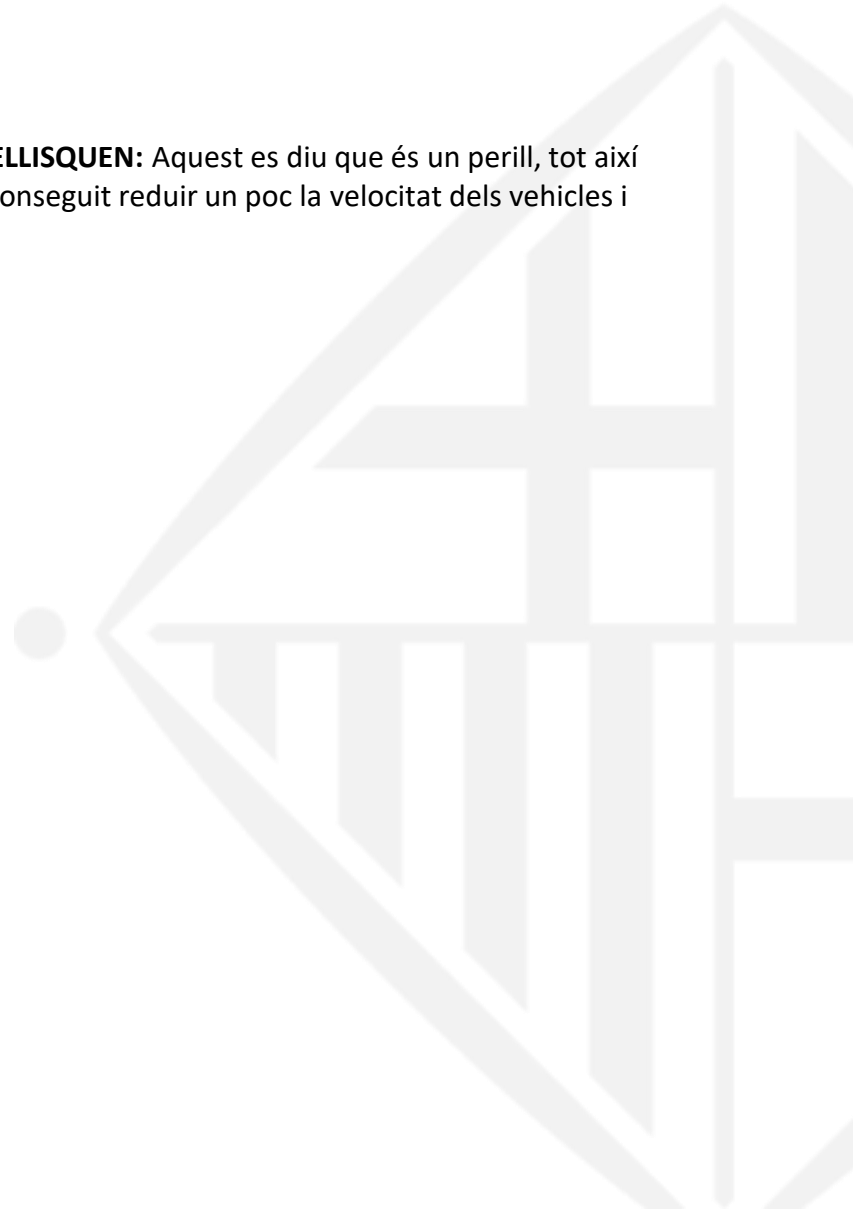 ELLISQUEN: Aquest es diu que és un perill, tot així
onseguit reduir un poc la velocitat dels vehicles i